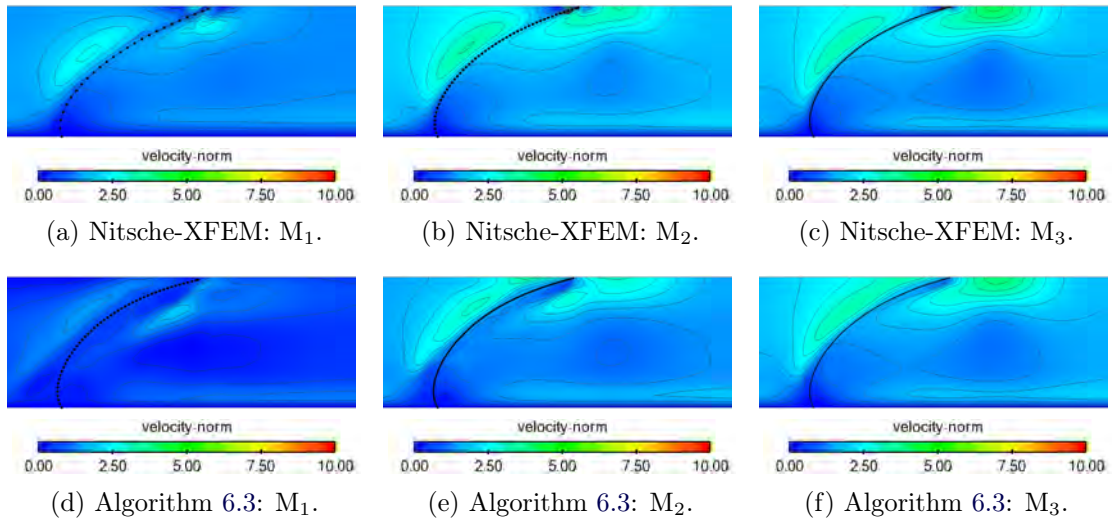 velocity-norm velocity-norm velocity-norm
0.00 2.50 5.00 7.50 10.00 0.00 2.50 5.00 7.50 10.00 0.00 2.50 5.00 7.50 10.00
(a) Nitsche-XFEM: M₁. (b) Nitsche-XFEM: M₂. (c) Nitsche-XFEM: M₃.
velocity-norm velocity-norm velocity-norm
0.00 2.50 5.00 7.50 10.00 0.00 2.50 5.00 7.50 10.00 0.00 2.50 5.00 7.50 10.00
(d) Algorithm 6.3: M₁. (e) Algorithm 6.3: M₂. (f) Algorithm 6.3: M₃.